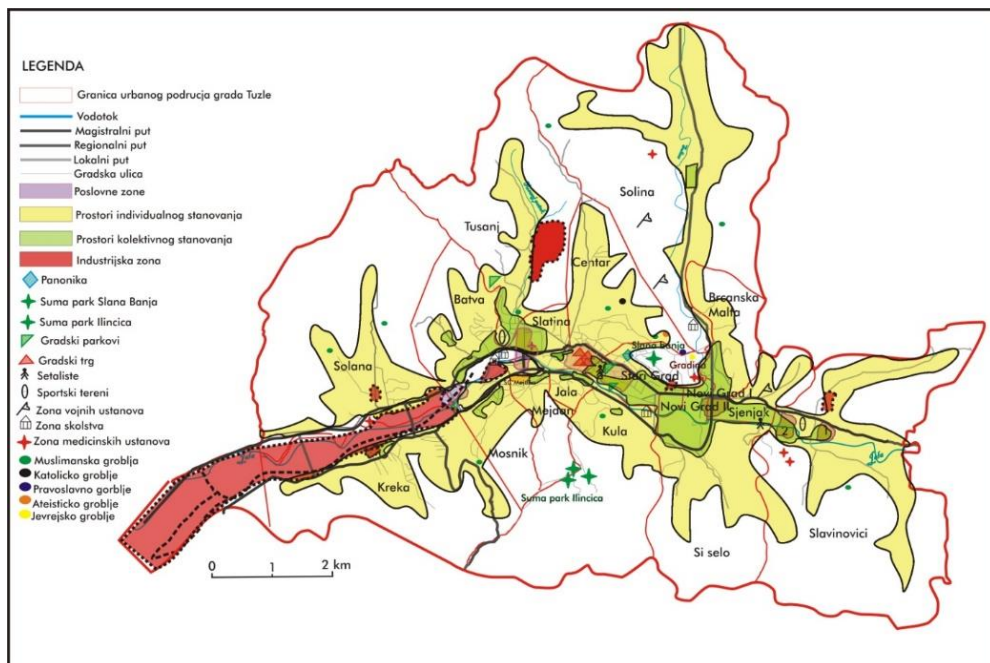 LEGENDA
Granica urbanog podrucja grada Tuzle
Vodotok
Magistralni put
Regionalni put
Lokalni put
Gradska ulica
Poslovne zone
Prostori individualnog stanovanja
Prostori kolektivnog stanovanja
Industrijska zona
Panonika
Suma park Slana Banja
Suma park Ilincica
Gradski parkovi
Gradski trg
Setaliste
Sportski tereni
Zona vojnih ustanova
Zona skolstva
Zona medicinskih ustanova
Muslimanska groblja
Katolicko groblje
Pravoslavno gorblje
Ateisticko groblje
Jevrejsko groblje
0 1 2 km
Solina
Tusanj
Centar
Batva
Slatina
Brcanska
Malta
Solana
Slana Banja
Gradina
Stari Grad
Jala
Novi Grad I
Novi Grad II
Sjenjak
Mejdan
Kula
Mosnik
Kreka
Suma park Ilincica
Si selo
Slavinovici
Jala